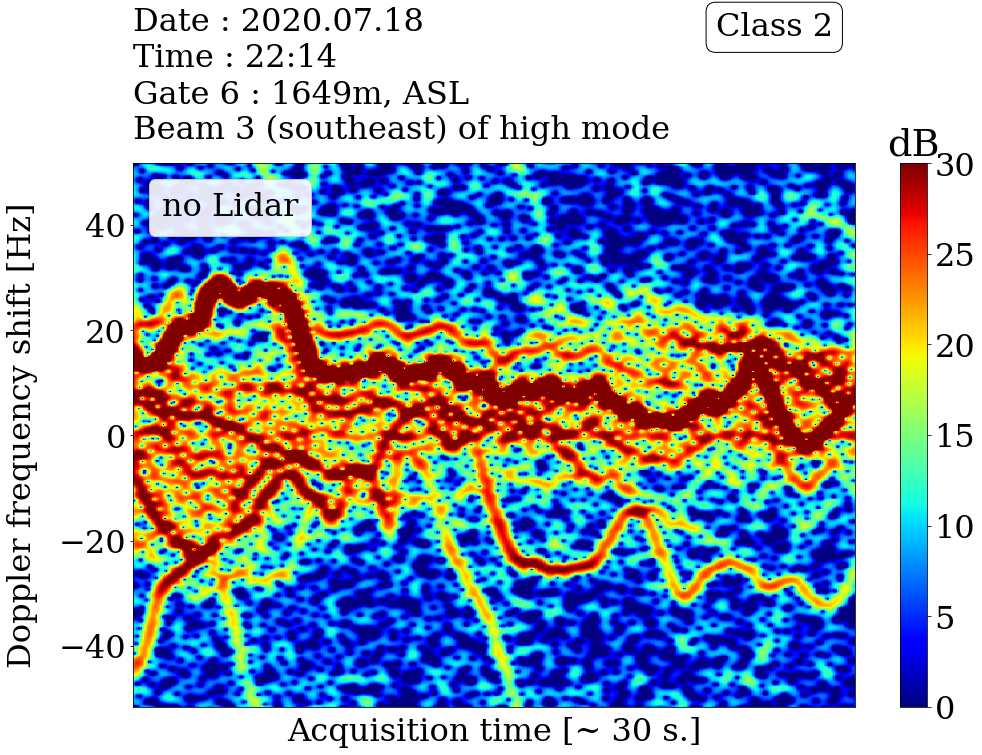 Date : 2020.07.18
Time : 22:14
Gate 6 : 1649m, ASL
Beam 3 (southeast) of high mode
Class 2
dB
no Lidar
Doppler frequency shift [Hz]
40
20
0
−20
−40
30
25
20
15
10
5
0
Acquisition time [~ 30 s.]